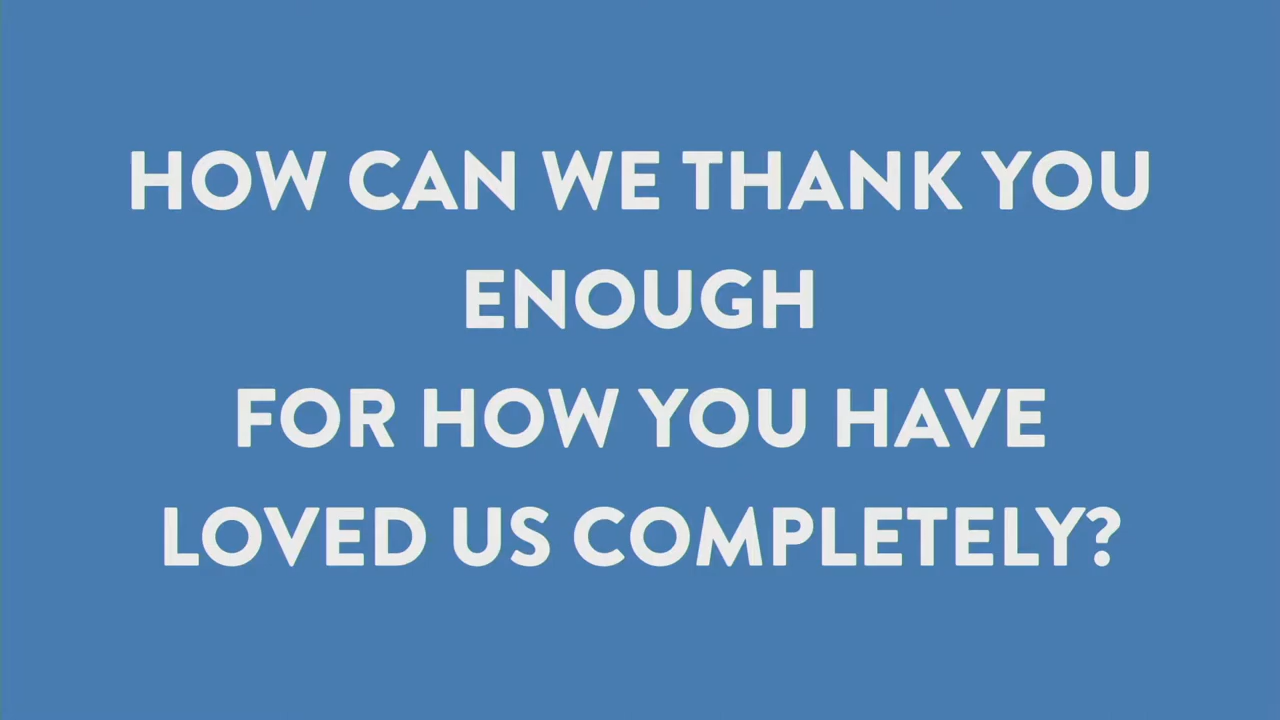 HOW CAN WE THANK YOU
ENOUGH
FOR HOW YOU HAVE
LOVED US COMPLETELY?